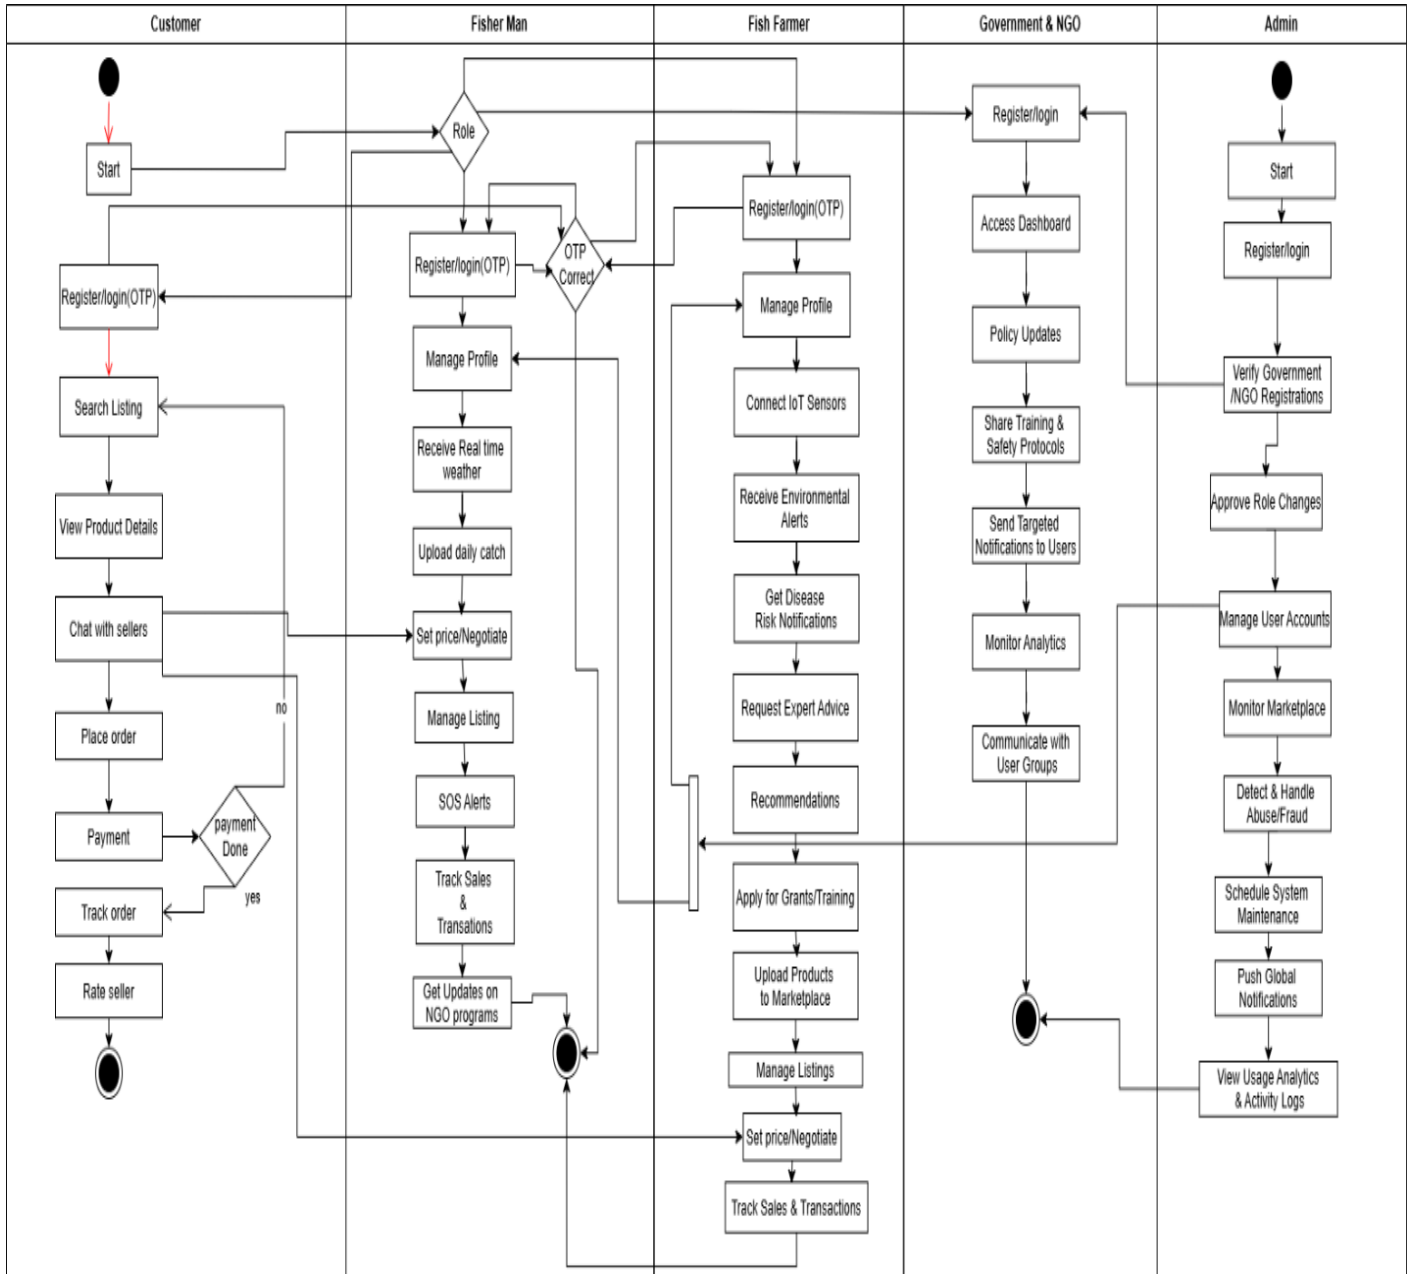 Customer
Fisher Man
Fish Farmer
Government & NGO
Admin
Start
Register/login(OTP)
Search Listing
View Product Details
Chat with sellers
Place order
Payment
payment
Done
no
yes
Track order
Rate seller
Role
Register/login(OTP)
OTP
Correct
Manage Profile
Receive Real time
weather
Upload daily catch
Set price/Negotiate
Manage Listing
SOS Alerts
Track Sales
&
Transations
Get Updates on
NGO programs
Register/login(OTP)
Manage Profile
Connect IoT Sensors
Receive Environmental
Alerts
Get Disease
Risk Notifications
Request Expert Advice
Recommendations
Apply for Grants/Training
Upload Products
to Marketplace
Manage Listings
Set price/Negotiate
Track Sales & Transactions
Register/login
Access Dashboard
Policy Updates
Share Training &
Safety Protocols
Send Targeted
Notifications to Users
Monitor Analytics
Communicate with
User Groups
Start
Register/login
Verify Government
/NGO Registrations
Approve Role Changes
Manage User Accounts
Monitor Marketplace
Detect & Handle
Abuse/Fraud
Schedule System
Maintenance
Push Global
Notifications
View Usage Analytics
& Activity Logs